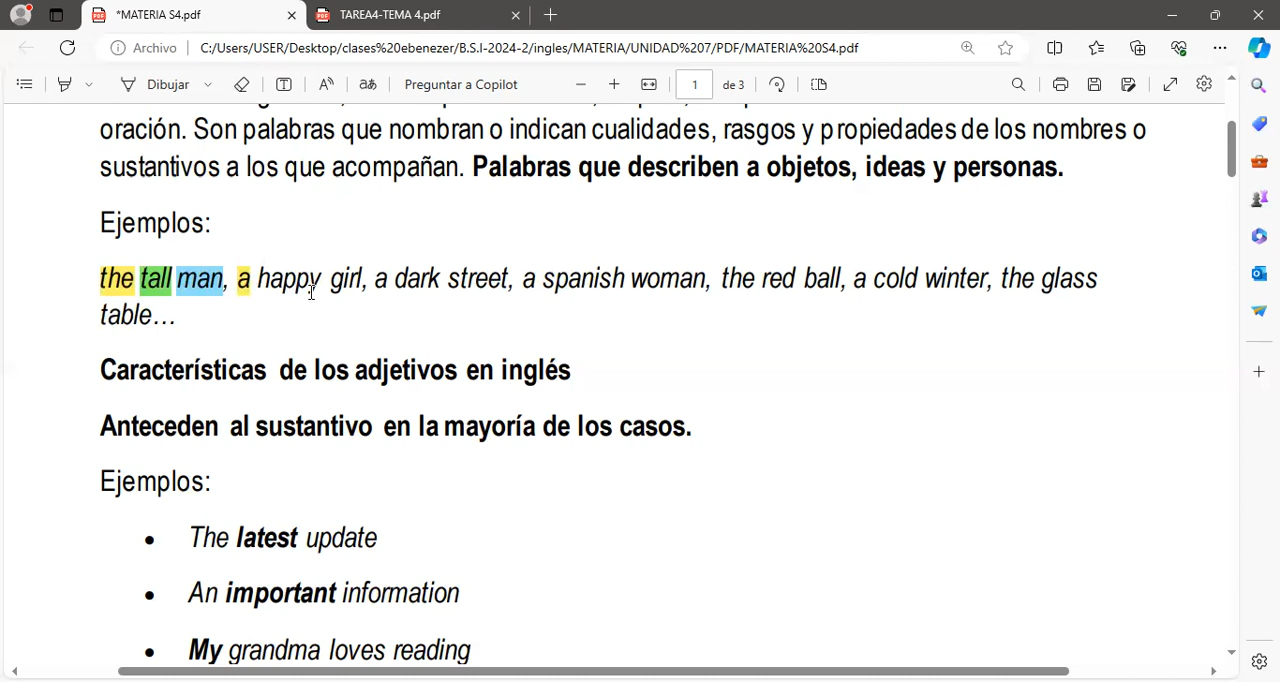 *MATERIA S4.pdf
TAREA4-TEMA 4.pdf
Archivo
C:/Users/USER/Desktop/clases%20ebenezer/B.S.I-2024-2/ingles/MATERIA/UNIDAD%207/PDF/MATERIA%20S4.pdf
Dibujar
aあ
Preguntar a Copilot
1
de 3
oración. Son palabras que nombran o indican cualidades, rasgos y propiedades de los nombres o
sustantivos a los que acompañan. Palabras que describen a objetos, ideas y personas.
Ejemplos:
the tall man, a happy girl, a dark street, a spanish woman, the red ball, a cold winter, the glass
table…
Características de los adjetivos en inglés
Anteceden al sustantivo en la mayoría de los casos.
Ejemplos:
• The latest update
• An important information
• My grandma loves reading